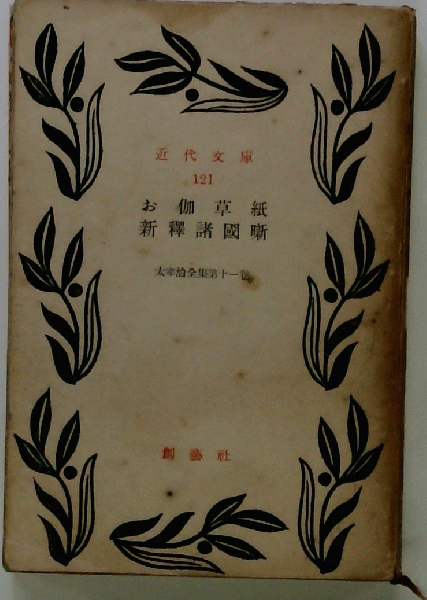 近代文庫
121
お伽草紙
新釋諸國噺
太宰治全集第十一卷
創藝社